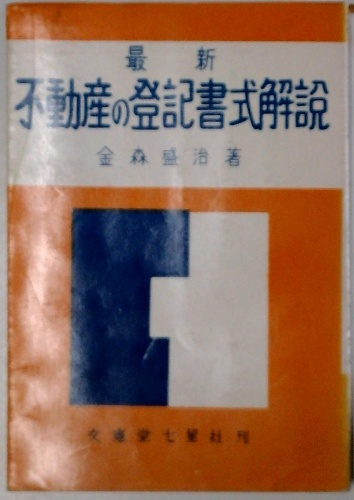 最新
不動産の登記書式解説
金森盛治著
文憲堂七星社刊